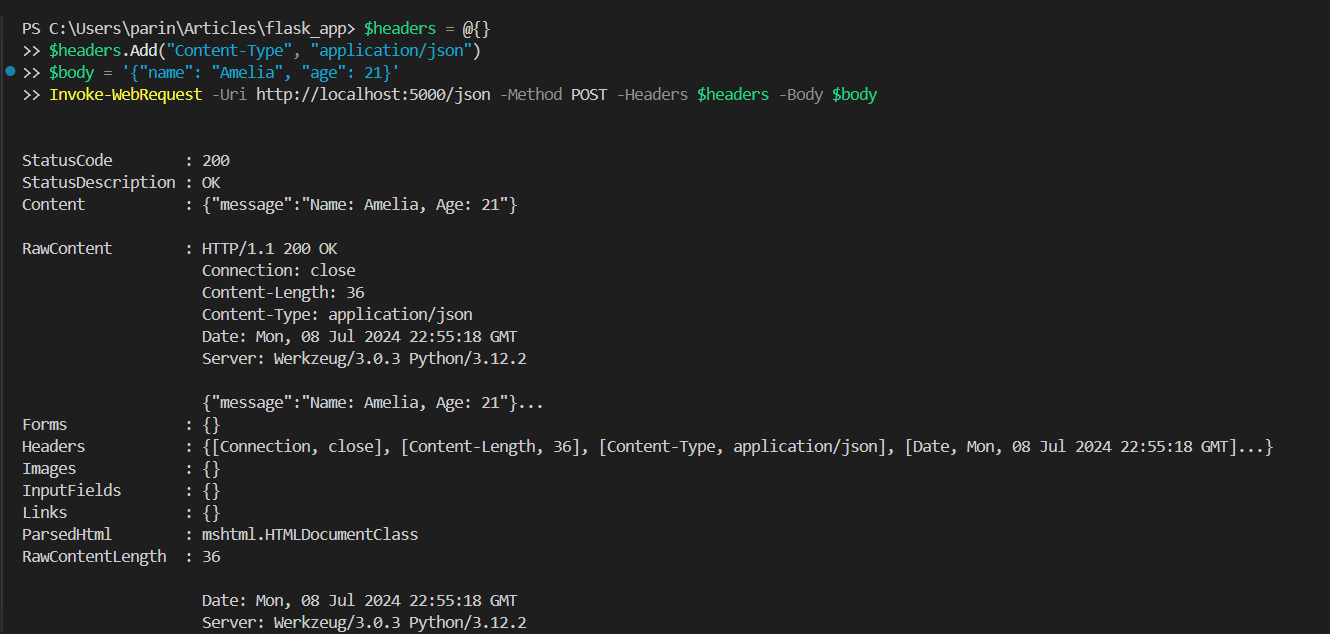 PS C:\Users\parin\Articles\flask_app> $headers = @{}
>> $headers.Add("Content-Type", "application/json")
>> $body = '{"name": "Amelia", "age": 21}'
>> Invoke-WebRequest -Uri http://localhost:5000/json -Method POST -Headers $headers -Body $body
StatusCode        : 200
StatusDescription : OK
Content           : {"message":"Name: Amelia, Age: 21"}
RawContent        : HTTP/1.1 200 OK
Connection: close
Content-Length: 36
Content-Type: application/json
Date: Mon, 08 Jul 2024 22:55:18 GMT
Server: Werkzeug/3.0.3 Python/3.12.2
{"message":"Name: Amelia, Age: 21"}...
Forms             : {}
Headers           : {[Connection, close], [Content-Length, 36], [Content-Type, application/json], [Date, Mon, 08 Jul 2024 22:55:18 GMT]...}
Images            : {}
InputFields       : {}
Links             : {}
ParsedHtml        : mshtml.HTMLDocumentClass
RawContentLength  : 36
Date: Mon, 08 Jul 2024 22:55:18 GMT
Server: Werkzeug/3.0.3 Python/3.12.2